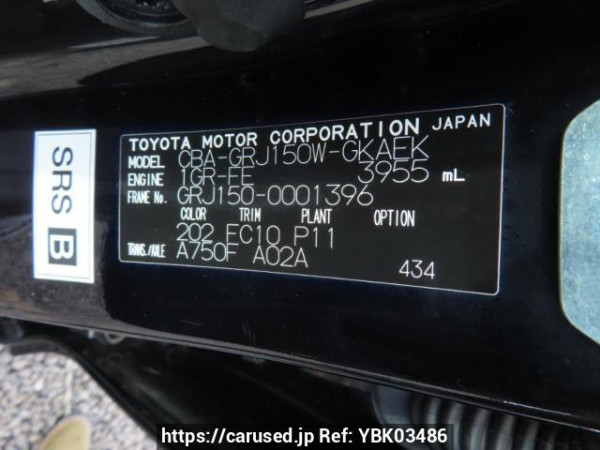 TOYOTA MOTOR CORPORATION JAPAN
MODEL CBA-GRJ150W-GKAEK
ENGINE 1GR-FE 3955 mL
FRAME No. GRJ150-0001396
COLOR TRIM PLANT OPTION
202 FC10 P11
TRANS./AXLE A750F A02A
434
SRS B
https://carused.jp Ref: YBK03486